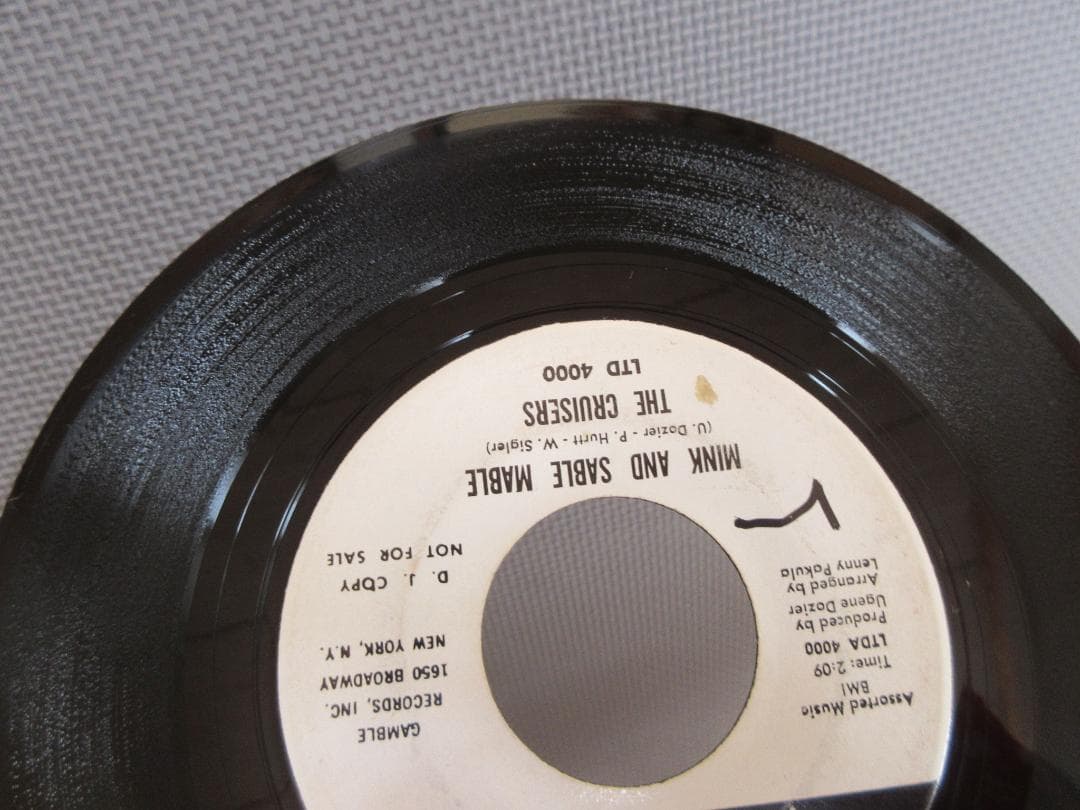 Assorted Music
BMI
Time: 2:09
LTDA 4000
Produced by
Ugene Dozier
Arranged by
Lenny Pakula
GAMBLE
RECORDS, INC.
1650 BROADWAY
NEW YORK, N.Y.
D. J. COPY
NOT FOR SALE
MINK AND SABLE MABLE
(U. Dozier - P. Hurtt - W. Sigler)
THE CRUISERS
LTD 4000